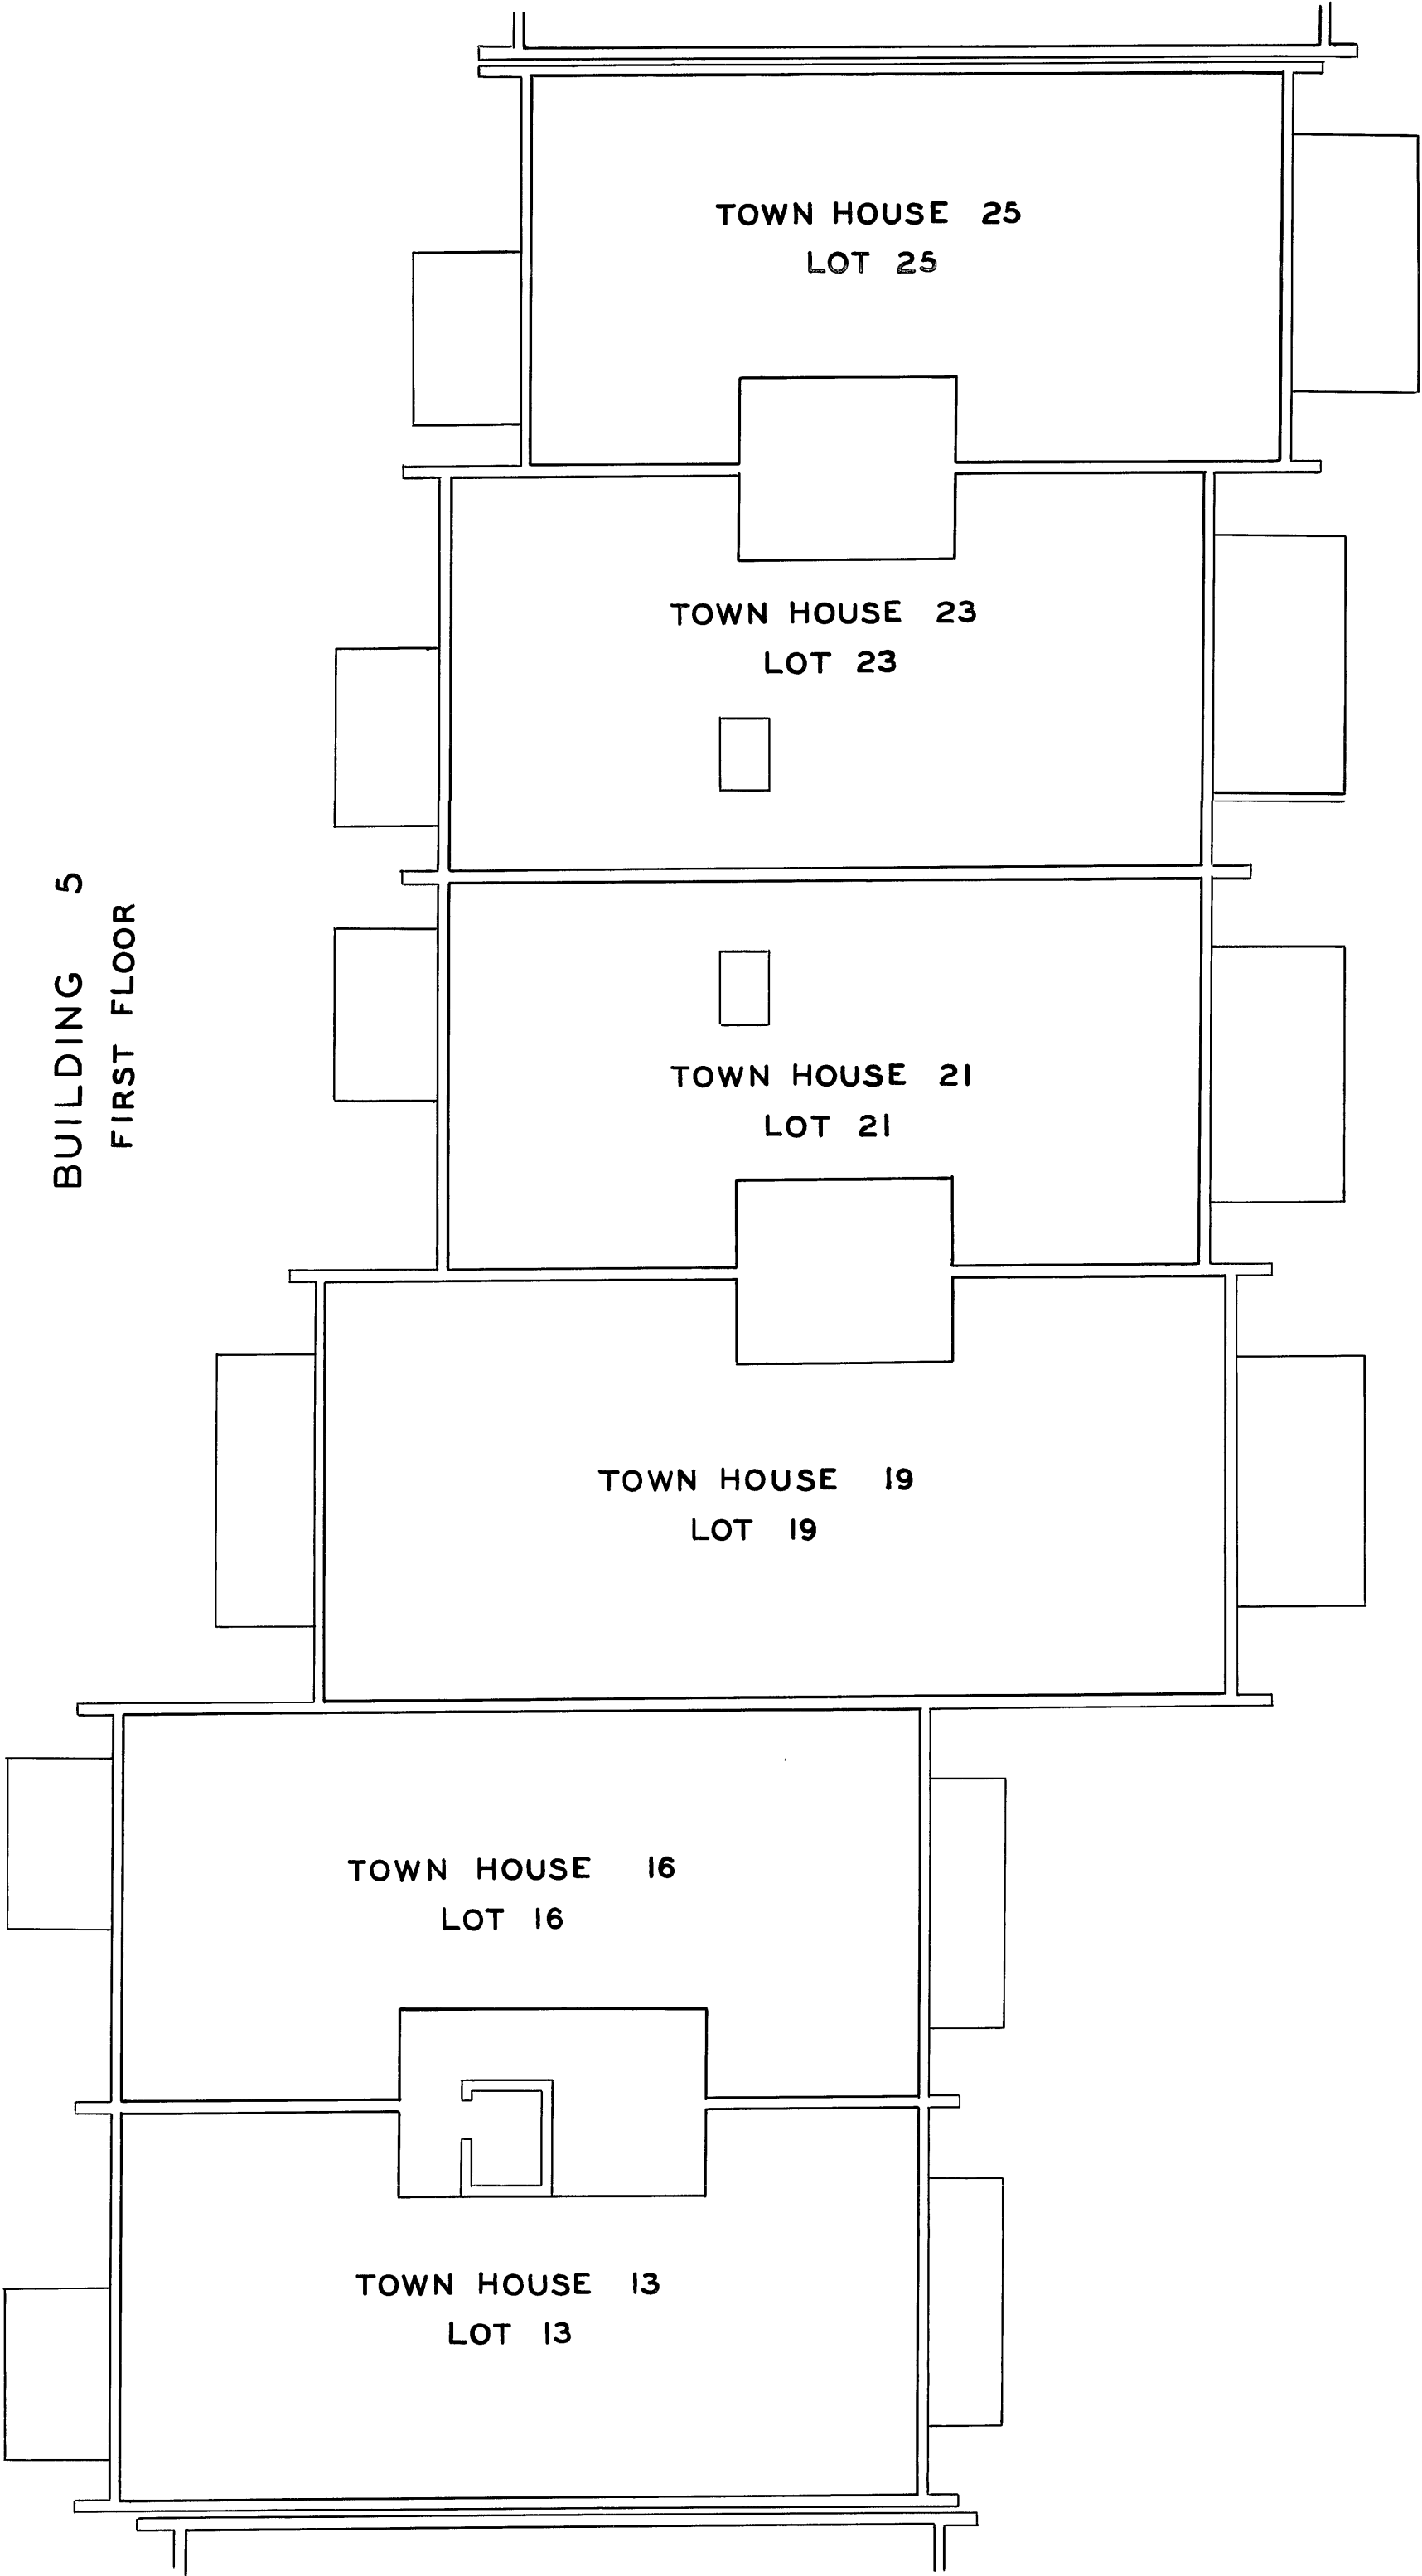 BUILDING 5
FIRST FLOOR
TOWN HOUSE 25
LOT 25
TOWN HOUSE 23
LOT 23
TOWN HOUSE 21
LOT 21
TOWN HOUSE 19
LOT 19
TOWN HOUSE 16
LOT 16
TOWN HOUSE 13
LOT 13